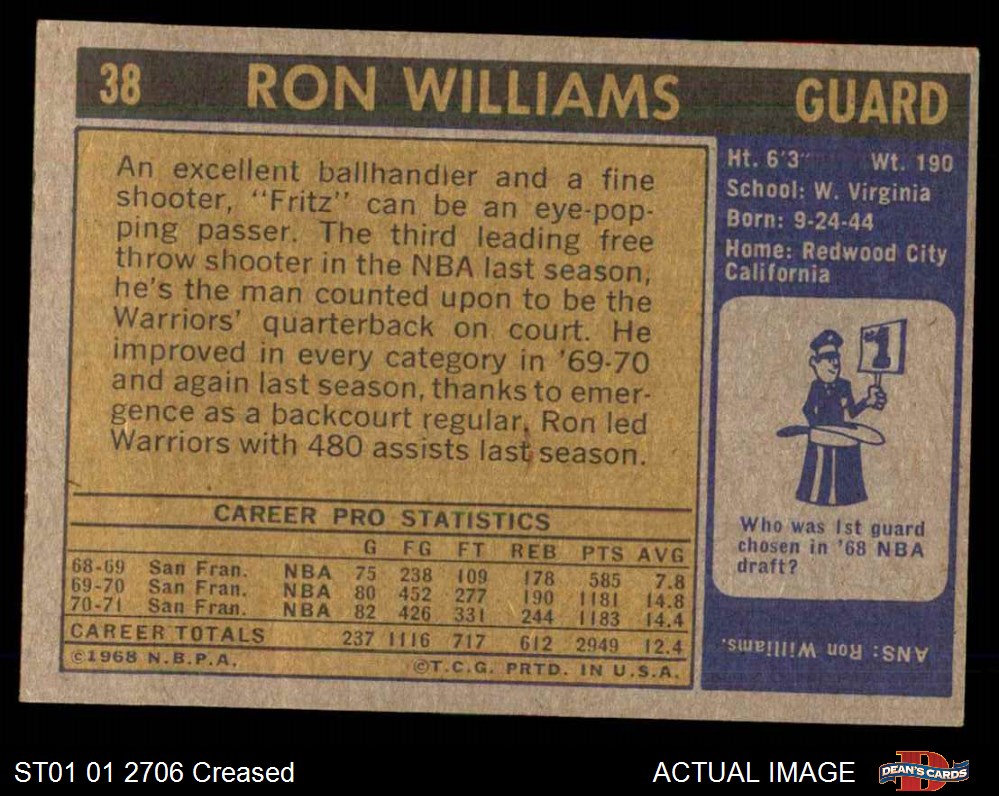 38 RON WILLIAMS GUARD
An excellent ballhandler and a fine
shooter, "Fritz" can be an eye-pop-
ping passer. The third leading free
throw shooter in the NBA last season,
he's the man counted upon to be the
Warriors' quarterback on court. He
improved in every category in '69-70
and again last season, thanks to emer-
gence as a backcourt regular. Ron led
Warriors with 480 assists last season.
CAREER PRO STATISTICS
G FG FT REB PTS AVG
68-69 San Fran. NBA 75 238 109 178 585 7.8
69-70 San Fran. NBA 80 452 277 190 1181 14.8
70-71 San Fran. NBA 82 426 331 244 1183 14.4
CAREER TOTALS 237 1116 717 612 2949 12.4
©1968 N.B.P.A. ©T.C.G. PRTD. IN U.S.A.
Ht. 6'3" Wt. 190
School: W. Virginia
Born: 9-24-44
Home: Redwood City
California
1
Who was 1st guard
chosen in '68 NBA
draft?
ANS: Ron Williams.
ST01 01 2706 Creased
ACTUAL IMAGE
D
DEAN'S CARDS